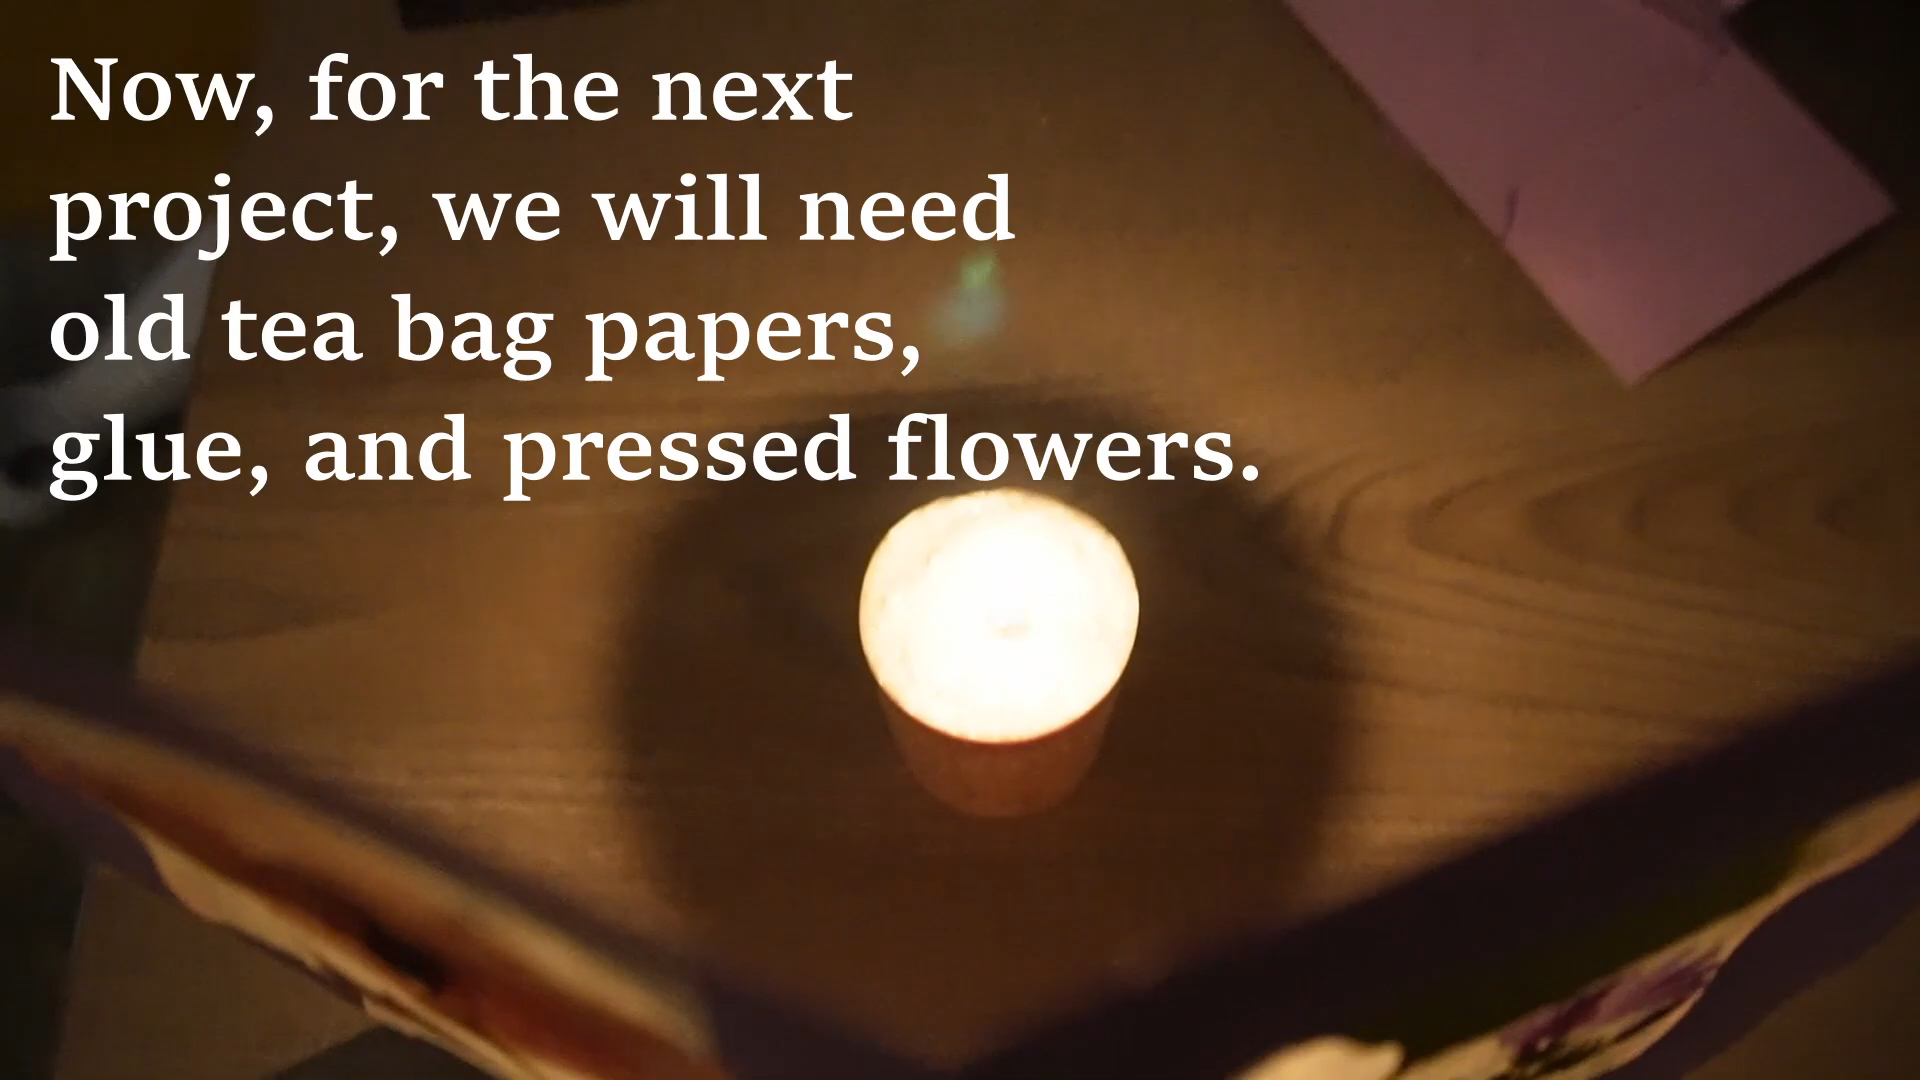 Now, for the next
project, we will need
old tea bag papers,
glue, and pressed flowers.